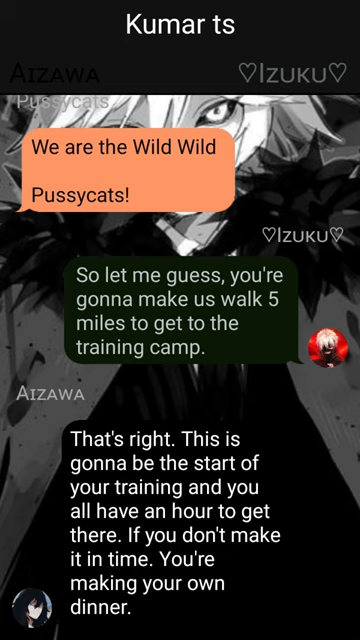 Kumar ts
Aizawa
♡Izuku♡
Pussycats
We are the Wild Wild
Pussycats!
♡Izuku♡
So let me guess, you're
gonna make us walk 5
miles to get to the
training camp.
Aizawa
That's right. This is
gonna be the start of
your training and you
all have an hour to get
there. If you don't make
it in time. You're
making your own
dinner.